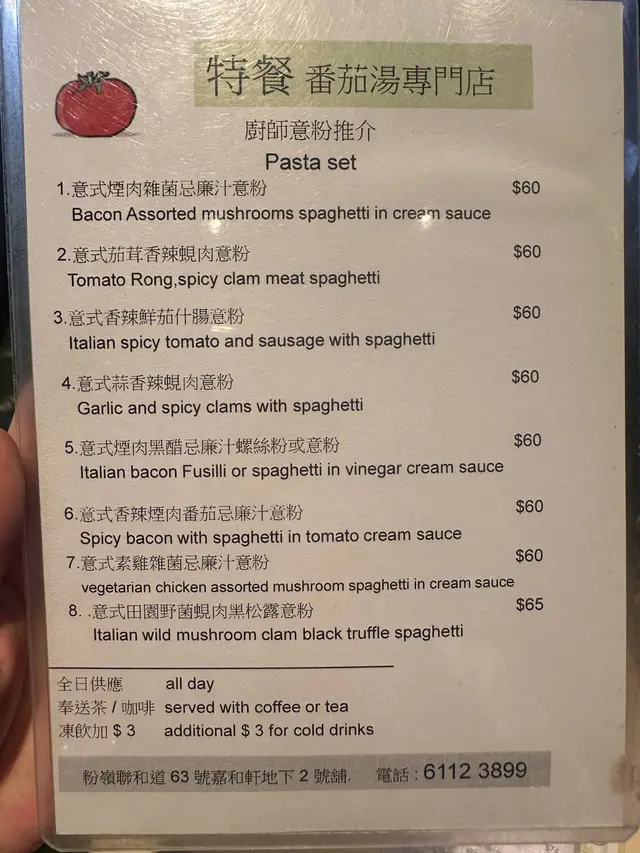 特餐 番茄湯專門店
廚師意粉推介
Pasta set
1.意式煙肉雜菌忌廉汁意粉 $60
Bacon Assorted mushrooms spaghetti in cream sauce
2.意式茄茸香辣蜆肉意粉 $60
Tomato Rong,spicy clam meat spaghetti
3.意式香辣鮮茄什腸意粉 $60
Italian spicy tomato and sausage with spaghetti
4.意式蒜香辣蜆肉意粉 $60
Garlic and spicy clams with spaghetti
5.意式煙肉黑醋忌廉汁螺絲粉或意粉 $60
Italian bacon Fusilli or spaghetti in vinegar cream sauce
6.意式香辣煙肉番茄忌廉汁意粉 $60
Spicy bacon with spaghetti in tomato cream sauce
7.意式素雞雜菌忌廉汁意粉 $60
vegetarian chicken assorted mushroom spaghetti in cream sauce
8. .意式田園野菌蜆肉黑松露意粉 $65
Italian wild mushroom clam black truffle spaghetti
全日供應 all day
奉送茶 / 咖啡 served with coffee or tea
凍飲加 $ 3 additional $ 3 for cold drinks
粉嶺聯和道 63 號嘉和軒地下 2 號舖. 電話 : 6112 3899